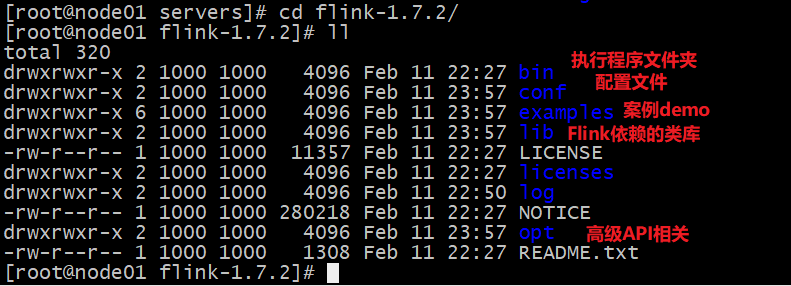 [root@node01 servers]# cd flink-1.7.2/
[root@node01 flink-1.7.2]# ll
total 320
drwxrwxr-x 2 1000 1000   4096 Feb 11 22:27 bin 执行程序文件夹
drwxrwxr-x 2 1000 1000   4096 Feb 11 22:27 conf 配置文件
drwxrwxr-x 6 1000 1000   4096 Feb 11 23:57 examples 案例demo
drwxrwxr-x 2 1000 1000   4096 Feb 11 23:57 lib Flink依赖的类库
-rw-r--r-- 1 1000 1000  11357 Feb 11 22:27 LICENSE
drwxrwxr-x 2 1000 1000   4096 Feb 11 22:27 licenses
drwxrwxr-x 2 1000 1000   4096 Feb 11 22:50 log
-rw-r--r-- 1 1000 1000 280218 Feb 11 22:27 NOTICE
drwxrwxr-x 2 1000 1000   4096 Feb 11 23:57 opt 高级API相关
-rw-r--r-- 1 1000 1000   1308 Feb 11 22:27 README.txt
[root@node01 flink-1.7.2]#